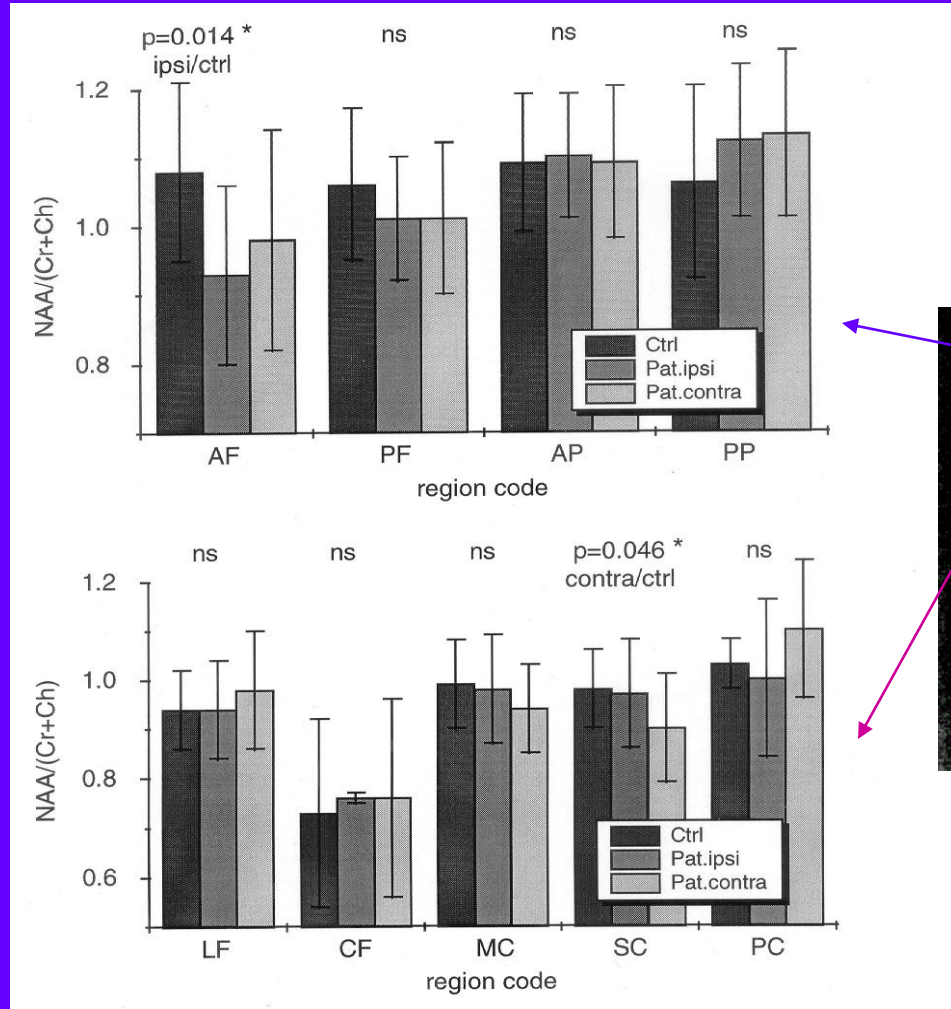 p=0.014 *
ipsi/ctrl
ns
ns
ns
1.2
1.0
0.8
NAA/(Cr+Ch)
Ctrl
Pat.ipsi
Pat.contra
AF
PF
AP
PP
region code
ns
ns
ns
p=0.046 *
contra/ctrl
ns
1.2
1.0
0.8
0.6
NAA/(Cr+Ch)
Ctrl
Pat.ipsi
Pat.contra
LF
CF
MC
SC
PC
region code